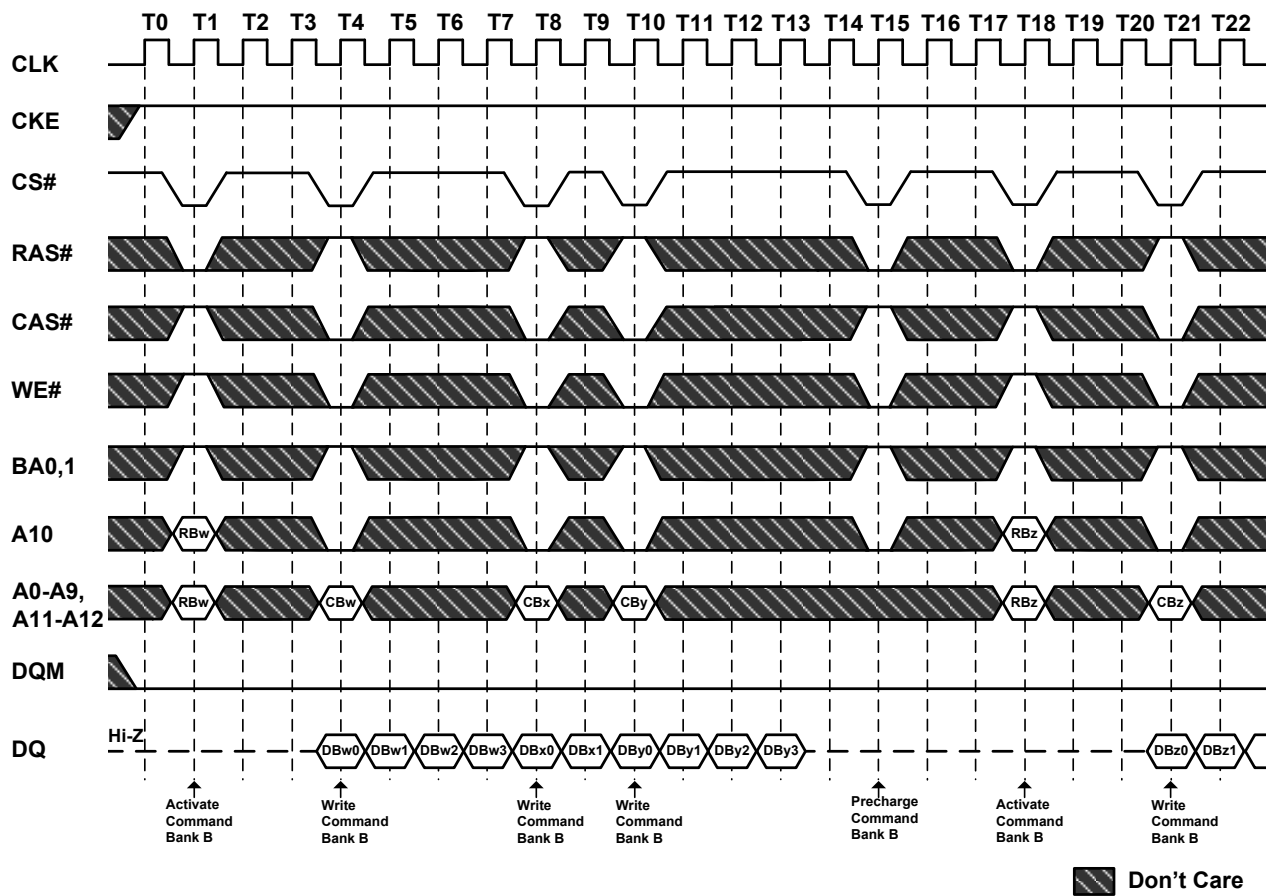 T0 T1 T2 T3 T4 T5 T6 T7 T8 T9 T10 T11 T12 T13 T14 T15 T16 T17 T18 T19 T20 T21 T22
CLK
CKE
CS#
RAS#
CAS#
WE#
BA0,1
A10 RBw RBz
A0-A9,
A11-A12 RBw CBw CBx CBy RBz CBz
DQM
DQ Hi-Z DBw0 DBw1 DBw2 DBw3 DBx0 DBx1 DBy0 DBy1 DBy2 DBy3 DBz0 DBz1
Activate
Command
Bank B
Write
Command
Bank B
Write
Command
Bank B
Write
Command
Bank B
Precharge
Command
Bank B
Activate
Command
Bank B
Write
Command
Bank B
Don't Care